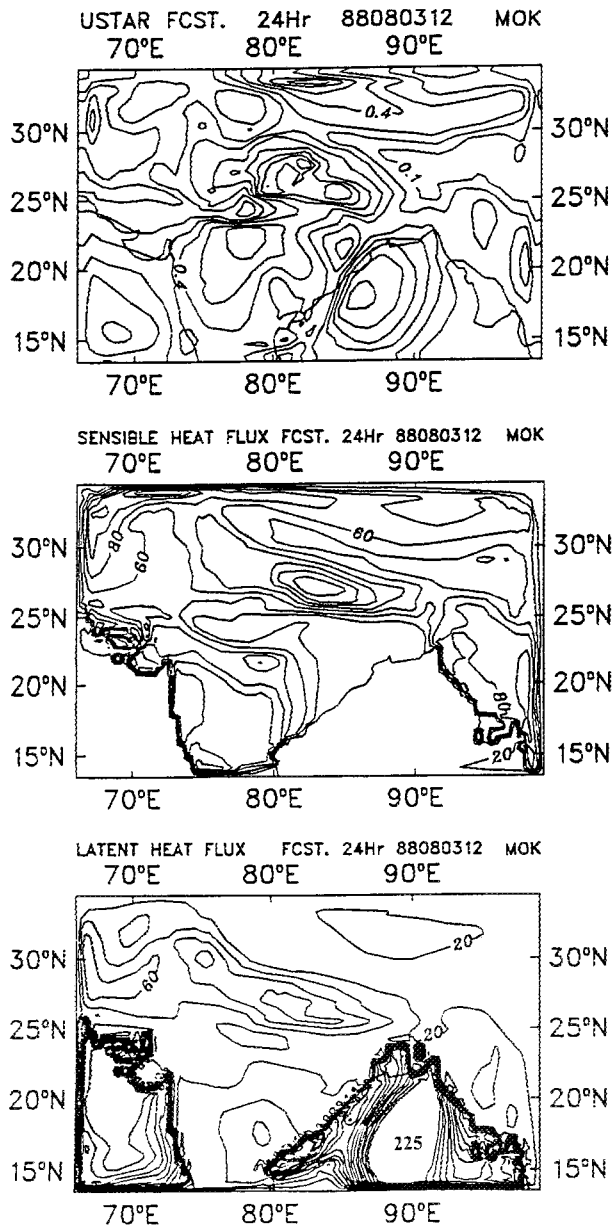 USTAR FCST. 24Hr 88080312 MOK
70°E 80°E 90°E
0.4
30°N 30°N
0.1
25°N 25°N
20°N 20°N
0.4
15°N 15°N
70°E 80°E 90°E
SENSIBLE HEAT FLUX FCST. 24Hr 88080312 MOK
70°E 80°E 90°E
80 60 60
30°N 30°N
25°N 25°N
20°N 20°N
80
15°N 20 15°N
70°E 80°E 90°E
LATENT HEAT FLUX FCST. 24Hr 88080312 MOK
70°E 80°E 90°E
20
30°N 30°N
60
25°N 20 25°N
20°N 20°N
225
15°N 15°N
70°E 80°E 90°E